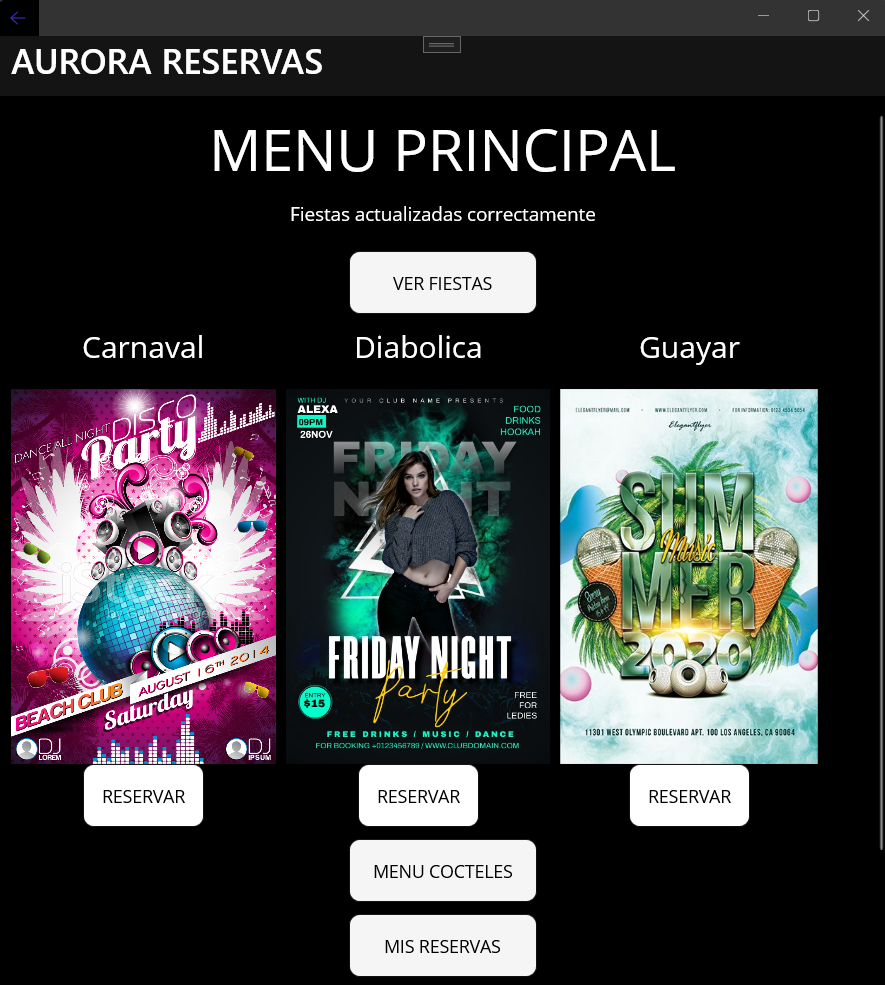 AURORA RESERVAS
MENU PRINCIPAL
Fiestas actualizadas correctamente
VER FIESTAS
Carnaval
Diabolica
Guayar
DANCE ALL NIGHT
DISCO
Party
iStock
BEACH CLUB
AUGUST 16TH 2014
Saturday
DJ
LOREM
DJ
IPSUM
WITH DJ
ALEXA
09PM
26NOV
YOUR CLUB NAME PRESENTS
FOOD
DRINKS
HOOKAH
FRIDAY
NIGHT
FRIDAY NIGHT
Party
ENTRY
$15
FREE
FOR
LEDIES
FREE DRINKS / MUSIC / DANCE
FOR BOOKING +0123456789 / WWW.CLUBDOMAIN.COM
ELEGANTFLYER@MAIL.COM
WWW.ELEGANTFLYER.COM
FOR INFORMATION: 0123 4534 5654
Elegantflyer
SUM
Music
MER
2020
11301 WEST OLYMPIC BOULEVARD APT. 100 LOS ANGELES, CA 90064
RESERVAR
RESERVAR
RESERVAR
MENU COCTELES
MIS RESERVAS